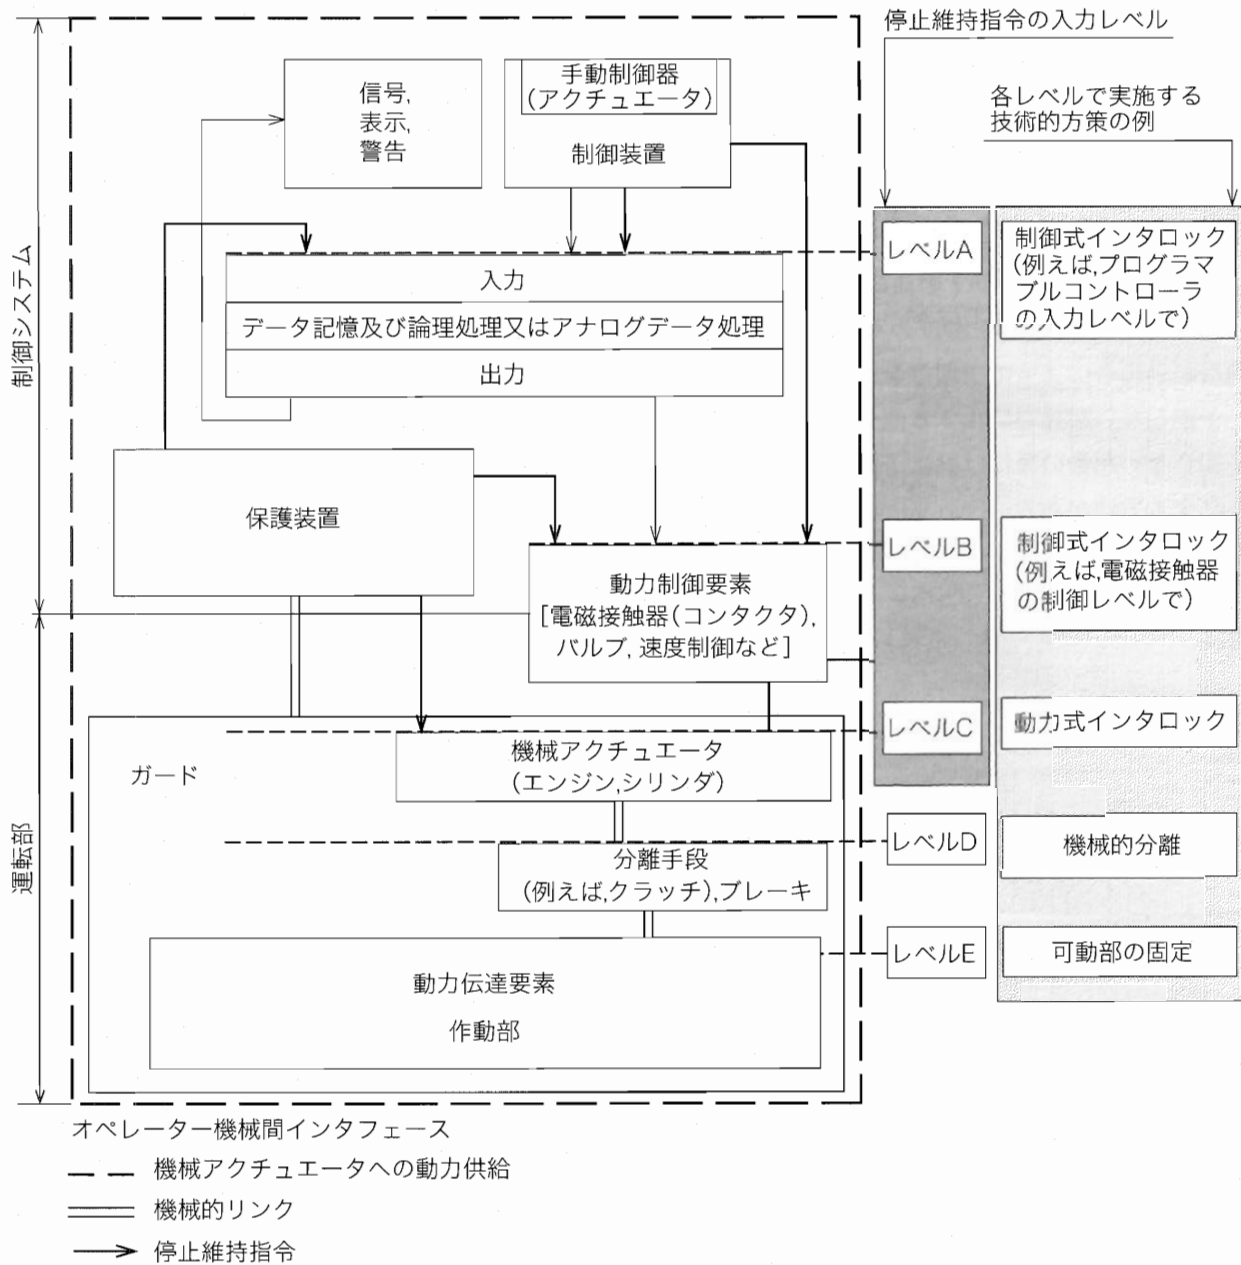 停止維持指令の入力レベル
各レベルで実施する
技術的方策の例
信号,
表示,
警告
手動制御器
(アクチュエータ)
制御装置
制御システム
入力
データ記憶及び論理処理又はアナログデータ処理
出力
レベルA
制御式インタロック
(例えば,プログラマ
ブルコントローラ
の入力レベルで)
保護装置
動力制御要素
[電磁接触器(コンタクタ),
バルブ, 速度制御など]
レベルB
制御式インタロック
(例えば,電磁接触器
の制御レベルで)
運転部
ガード
機械アクチュエータ
(エンジン,シリンダ)
レベルC
動力式インタロック
分離手段
(例えば,クラッチ),ブレーキ
レベルD
機械的分離
動力伝達要素
作動部
レベルE
可動部の固定
オペレーター機械間インタフェース
機械アクチュエータへの動力供給
機械的リンク
停止維持指令